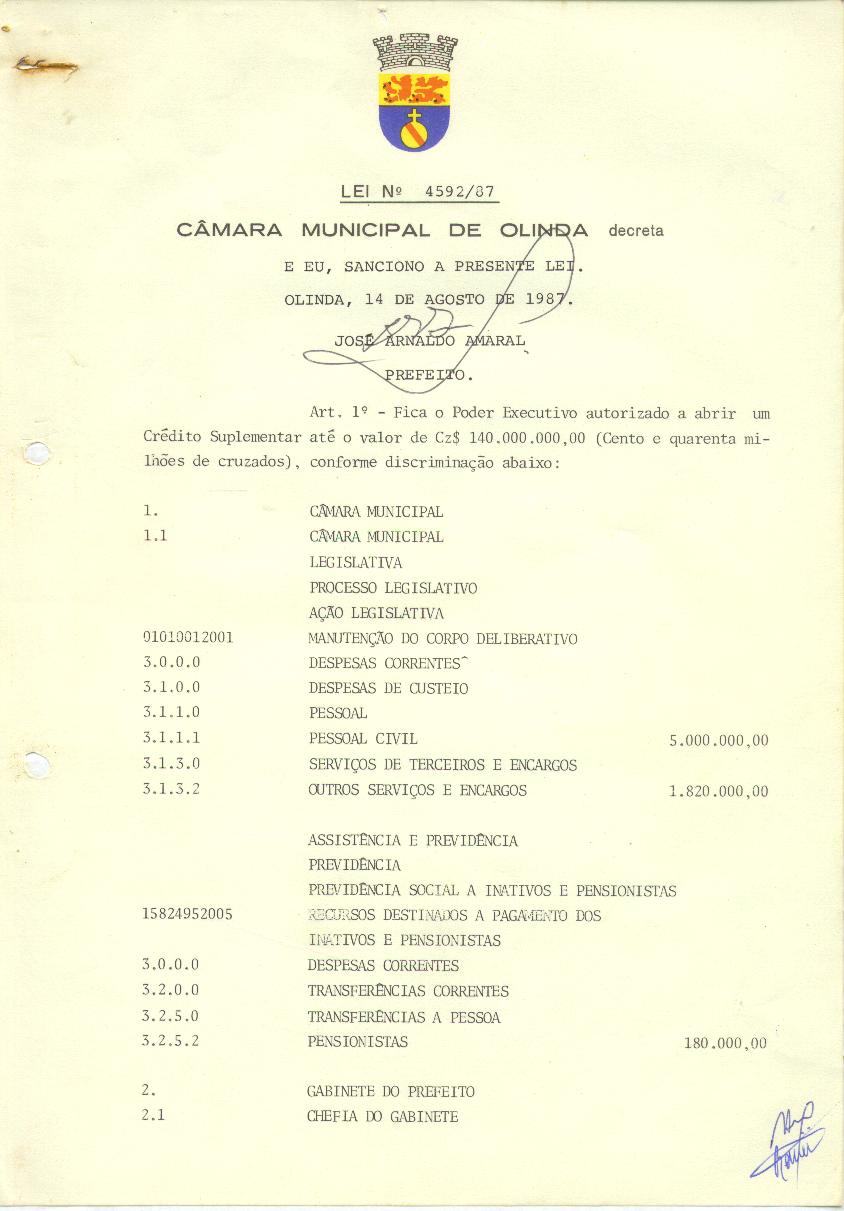 LEI Nº 4592/87
CÂMARA MUNICIPAL DE OLINDA decreta
E EU, SANCIONO A PRESENTE LEI.
OLINDA, 14 DE AGOSTO DE 1987.
JOSÉ ARNALDO AMARAL
PREFEITO.
Art. 1º - Fica o Poder Executivo autorizado a abrir um
Crédito Suplementar até o valor de Cz$ 140.000.000,00 (Cento e quarenta mi-
lhões de cruzados), conforme discriminação abaixo:
1. CÂMARA MUNICIPAL
1.1 CÂMARA MUNICIPAL
LEGISLATIVA
PROCESSO LEGISLATIVO
AÇÃO LEGISLATIVA
01010012001 MANUTENÇÃO DO CORPO DELIBERATIVO
3.0.0.0 DESPESAS CORRENTES^
3.1.0.0 DESPESAS DE CUSTEIO
3.1.1.0 PESSOAL
3.1.1.1 PESSOAL CIVIL 5.000.000,00
3.1.3.0 SERVIÇOS DE TERCEIROS E ENCARGOS
3.1.3.2 OUTROS SERVIÇOS E ENCARGOS 1.820.000,00
ASSISTÊNCIA E PREVIDÊNCIA
PREVIDÊNCIA
PREVIDÊNCIA SOCIAL A INATIVOS E PENSIONISTAS
15824952005 RECURSOS DESTINADOS A PAGAMENTO DOS
INATIVOS E PENSIONISTAS
3.0.0.0 DESPESAS CORRENTES
3.2.0.0 TRANSFERÊNCIAS CORRENTES
3.2.5.0 TRANSFERÊNCIAS A PESSOA
3.2.5.2 PENSIONISTAS 180.000,00
2. GABINETE DO PREFEITO
2.1 CHEFIA DO GABINETE